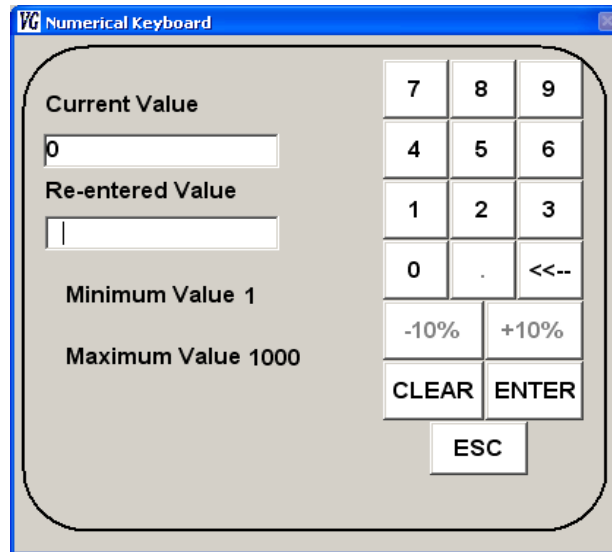 VG Numerical Keyboard
Current Value
0
Re-entered Value
Minimum Value 1
Maximum Value 1000
7 8 9
4 5 6
1 2 3
0 . <<--
-10% +10%
CLEAR ENTER
ESC